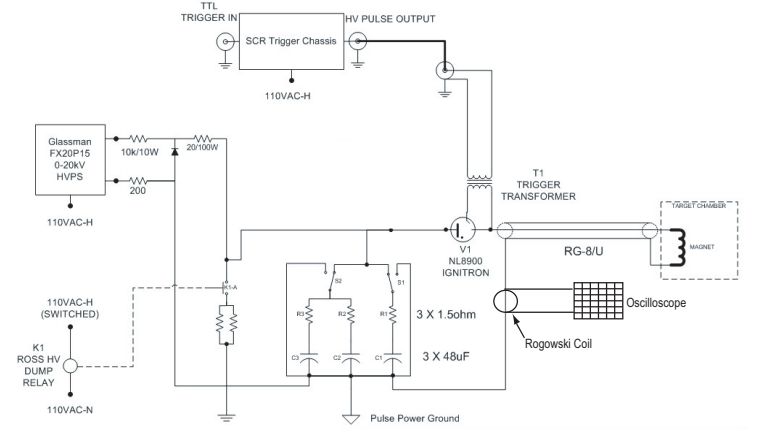 TTL
TRIGGER IN
HV PULSE OUTPUT
SCR Trigger Chassis
110VAC-H
Glassman
FX20P15
0-20kV
HVPS
10k/10W
20/100W
200
110VAC-H
T1
TRIGGER
TRANSFORMER
TARGET CHAMBER
MAGNET
V1
NL8900
IGNITRON
RG-8/U
K1-A
S2
S1
R3
R2
R1
3 X 1.5ohm
C3
C2
C1
3 X 48uF
Oscilloscope
Rogowski Coil
110VAC-H
(SWITCHED)
K1
ROSS HV
DUMP
RELAY
110VAC-N
Pulse Power Ground